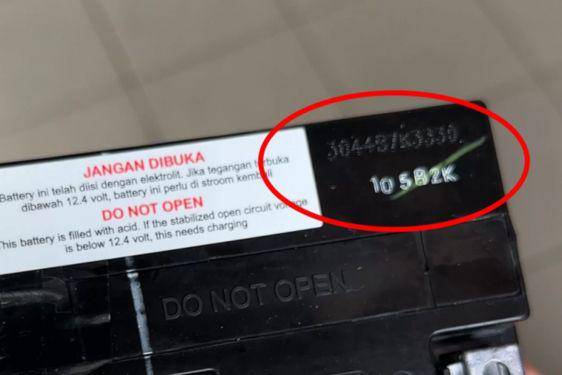 3044B7K3330
105B2K
JANGAN DIBUKA
Battery ini telah diisi dengan elektrolit. Jika tegangan terbuka
dibawah 12.4 volt, battery ini perlu di stroom kembali
DO NOT OPEN
This battery is filled with acid. If the stabilized open circuit voltage
is below 12.4 volt, this needs charging
DO NOT OPEN